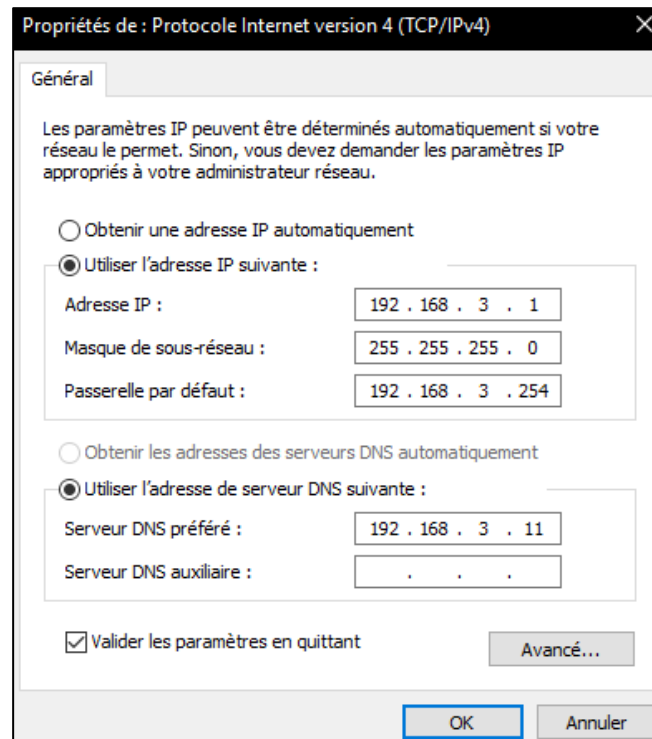 Propriétés de : Protocole Internet version 4 (TCP/IPv4)
Général
Les paramètres IP peuvent être déterminés automatiquement si votre
réseau le permet. Sinon, vous devez demander les paramètres IP
appropriés à votre administrateur réseau.
Obtenir une adresse IP automatiquement
Utiliser l'adresse IP suivante :
Adresse IP : 192 . 168 . 3 . 1
Masque de sous-réseau : 255 . 255 . 255 . 0
Passerelle par défaut : 192 . 168 . 3 . 254
Obtenir les adresses des serveurs DNS automatiquement
Utiliser l'adresse de serveur DNS suivante :
Serveur DNS préféré : 192 . 168 . 3 . 11
Serveur DNS auxiliaire : . . .
Valider les paramètres en quittant Avancé...
OK Annuler